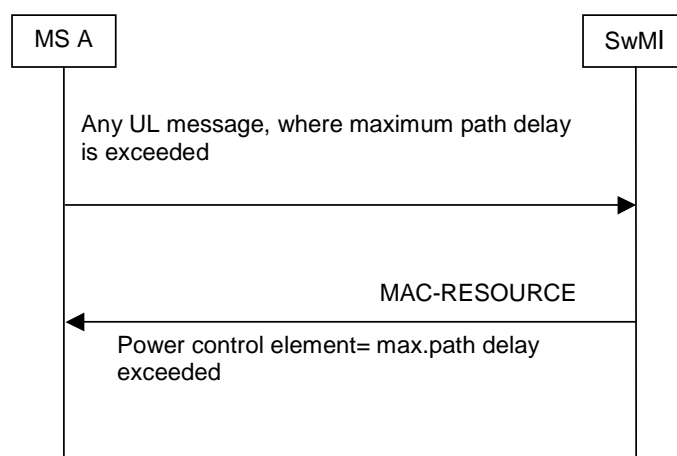 MS A
SwMI
Any UL message, where maximum path delay
is exceeded
MAC-RESOURCE
Power control element= max.path delay
exceeded